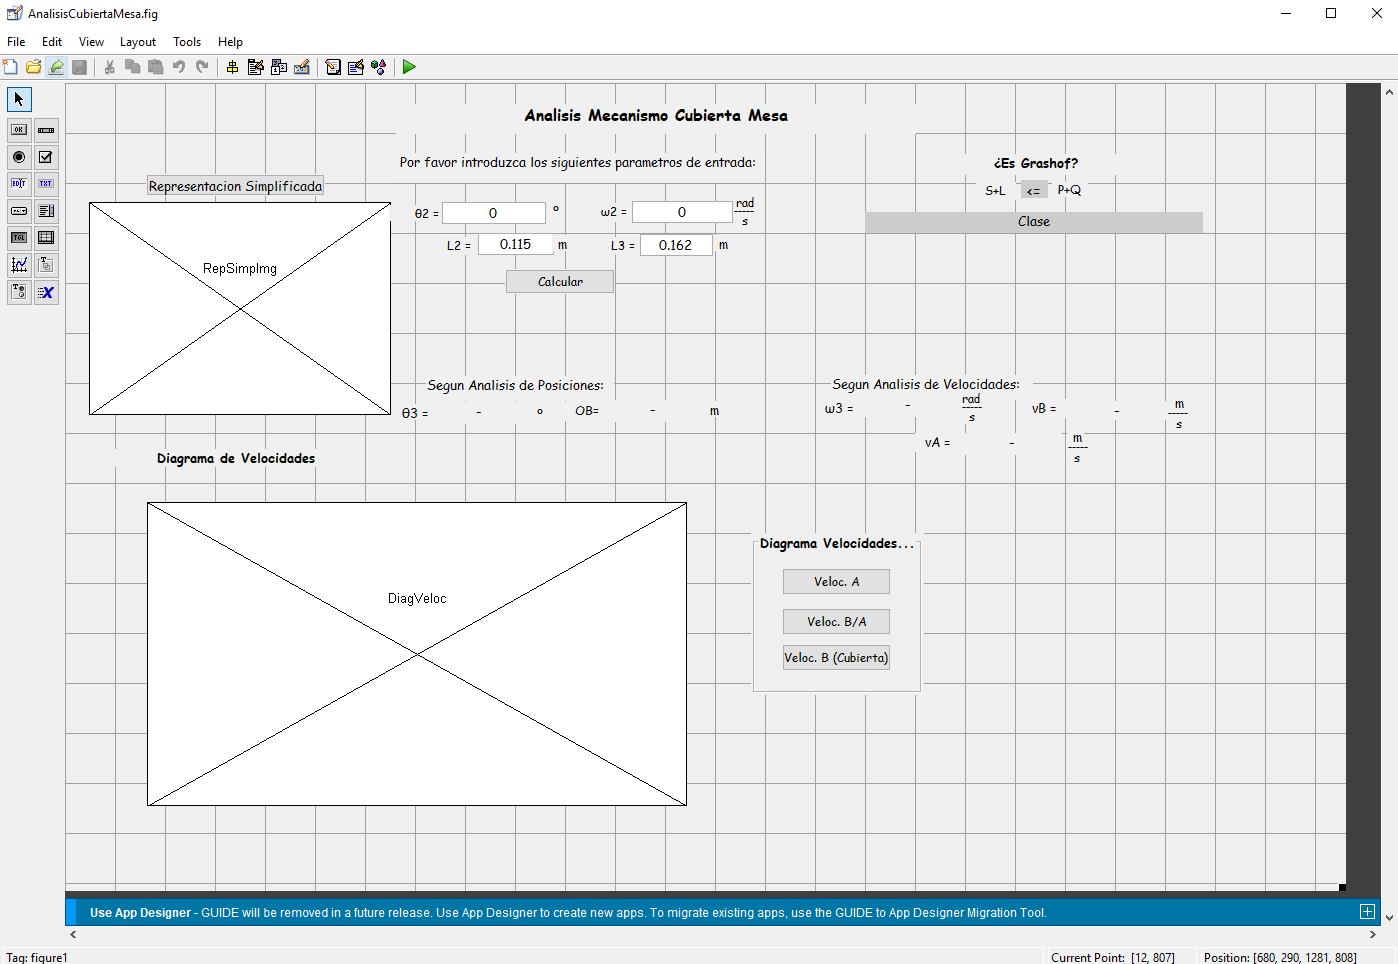 AnalisisCubiertaMesa.fig
File Edit View Layout Tools Help
Analisis Mecanismo Cubierta Mesa
Por favor introduzca los siguientes parametros de entrada:
¿Es Grashof?
S+L <= P+Q
Clase
Representacion Simplificada
RepSimpImg
θ2 = 0 º ω2 = 0 rad
-----
s
L2 = 0.115 m L3 = 0.162 m
Calcular
Segun Analisis de Posiciones:
θ3 = - º OB= - m
Segun Analisis de Velocidades:
ω3 = - rad
-----
s
vB = - m
-----
s
vA = - m
-----
s
Diagrama de Velocidades
DiagVeloc
Diagrama Velocidades...
Veloc. A
Veloc. B/A
Veloc. B (Cubierta)
OK
EDIT TXT
TGL
Use App Designer - GUIDE will be removed in a future release. Use App Designer to create new apps. To migrate existing apps, use the GUIDE to App Designer Migration Tool.
Tag: figure1
Current Point: [12, 807]
Position: [680, 290, 1281, 808]